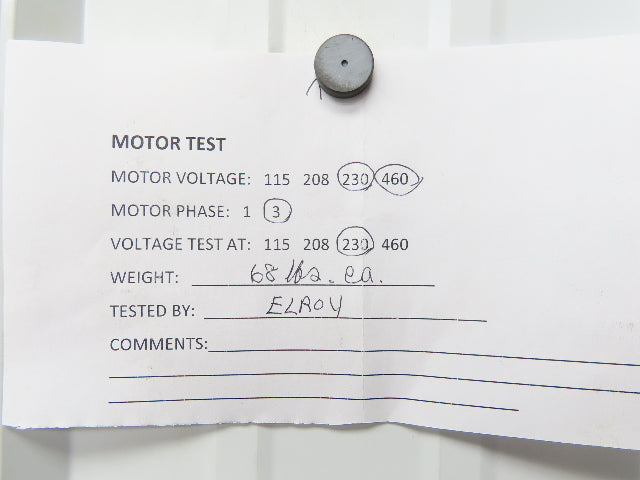 MOTOR TEST
MOTOR VOLTAGE: 115 208 230 460
MOTOR PHASE: 1 3
VOLTAGE TEST AT: 115 208 230 460
WEIGHT: 68 lbs. ea.
TESTED BY: ELROY
COMMENTS: